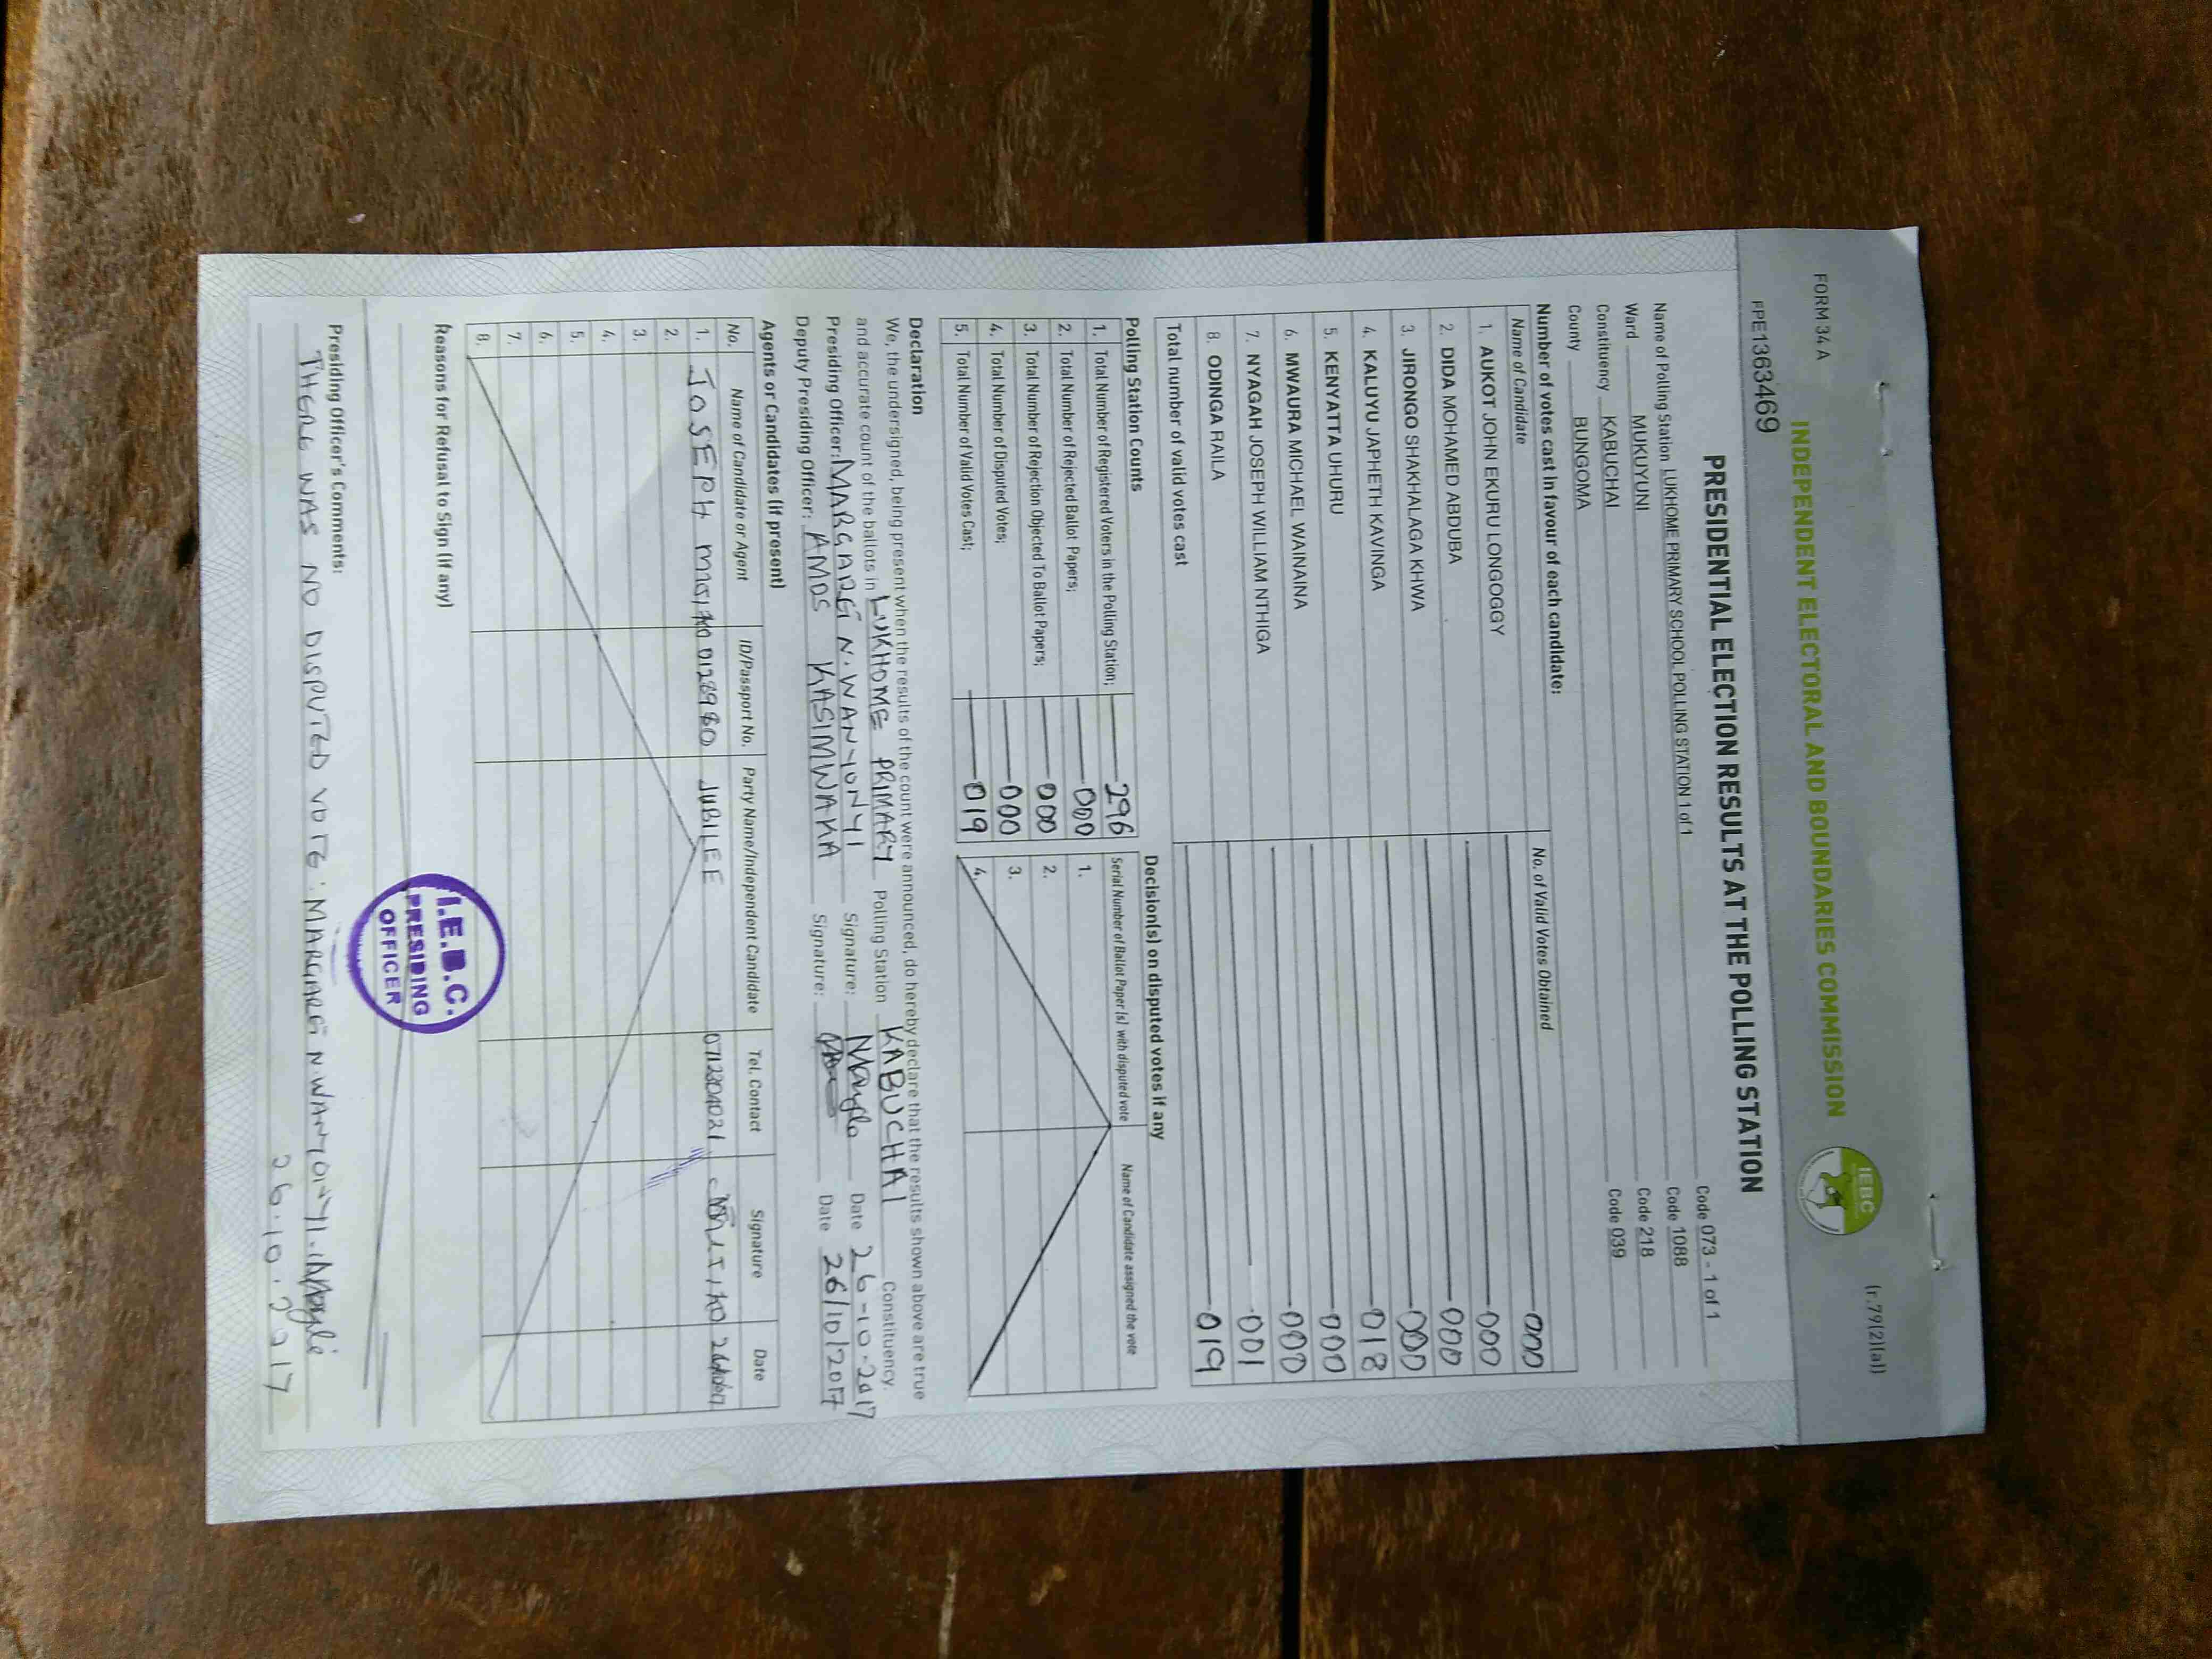 FORM 34 A
(r.79(2)(a))
INDEPENDENT ELECTORAL AND BOUNDARIES COMMISSION
IEBC
PPE13633469
PRESIDENTIAL ELECTION RESULTS AT THE POLLING STATION
Name of Polling Station LUKHOME PRIMARY SCHOOL POLLING STATION 1 of 1 Code 073 - 1 of 1
Ward MUKUYUNI Code 1088
Constituency KABUCHAI Code 218
County BUNGOMA Code 039
Number of votes cast in favour of each candidate:
Name of Candidate No. of Valid Votes Obtained
1. AUKOT JOHN EKURU LONGOGGY 000
2. DIDA MOHAMED ABDUBA 000
3. JIRONGO SHAKHALAGA KHWA 000
4. KALUYU JAPHETH KAVINGA 000
5. KENYATTA UHURU 018
6. MWAURA MICHAEL WAINAINA 000
7. NYAGAH JOSEPH WILLIAM NTHIGA 000
8. ODINGA RAILA 001
Total number of valid votes cast 019
Polling Station Counts
1. Total Number of Registered Voters in the Polling Station; 296
2. Total Number of Rejected Ballot Papers; 000
3. Total Number of Rejection Objected To Ballot Papers; 000
4. Total Number of Disputed Votes; 000
5. Total Number of Valid Votes Cast; 019
Decision(s) on disputed votes if any
Serial Number of Ballot Paper(s) with disputed vote Name of Candidate assigned the vote
1.
2.
3.
4.
Declaration
We, the undersigned, being present when the results of the count were announced, do hereby declare that the results shown above are true
and accurate count of the ballots in LUKHOME PRIMARY Polling Station KABUCHAI Constituency.
Presiding Officer: MARGARET N. WANYONYI Signature: Date 26-10-2017
Deputy Presiding Officer: AMOS KASIMWAKA Signature: Date 26/10/2017
Agents or Candidates (if present)
No. Name of Candidate or Agent ID/Passport No. Party Name/Independent Candidate Tel. Contact Signature Date
1. JOSEPH JUBILEE 0712804021
2.
3.
4.
5.
6.
7.
8.
Reasons for Refusal to Sign (if any)
I.E.B.C.
PRESIDING
OFFICER
Presiding Officer's Comments:
THERE WAS NO DISPUTED VOTE: MARGARET N. WANYONYI.
26.10.2017